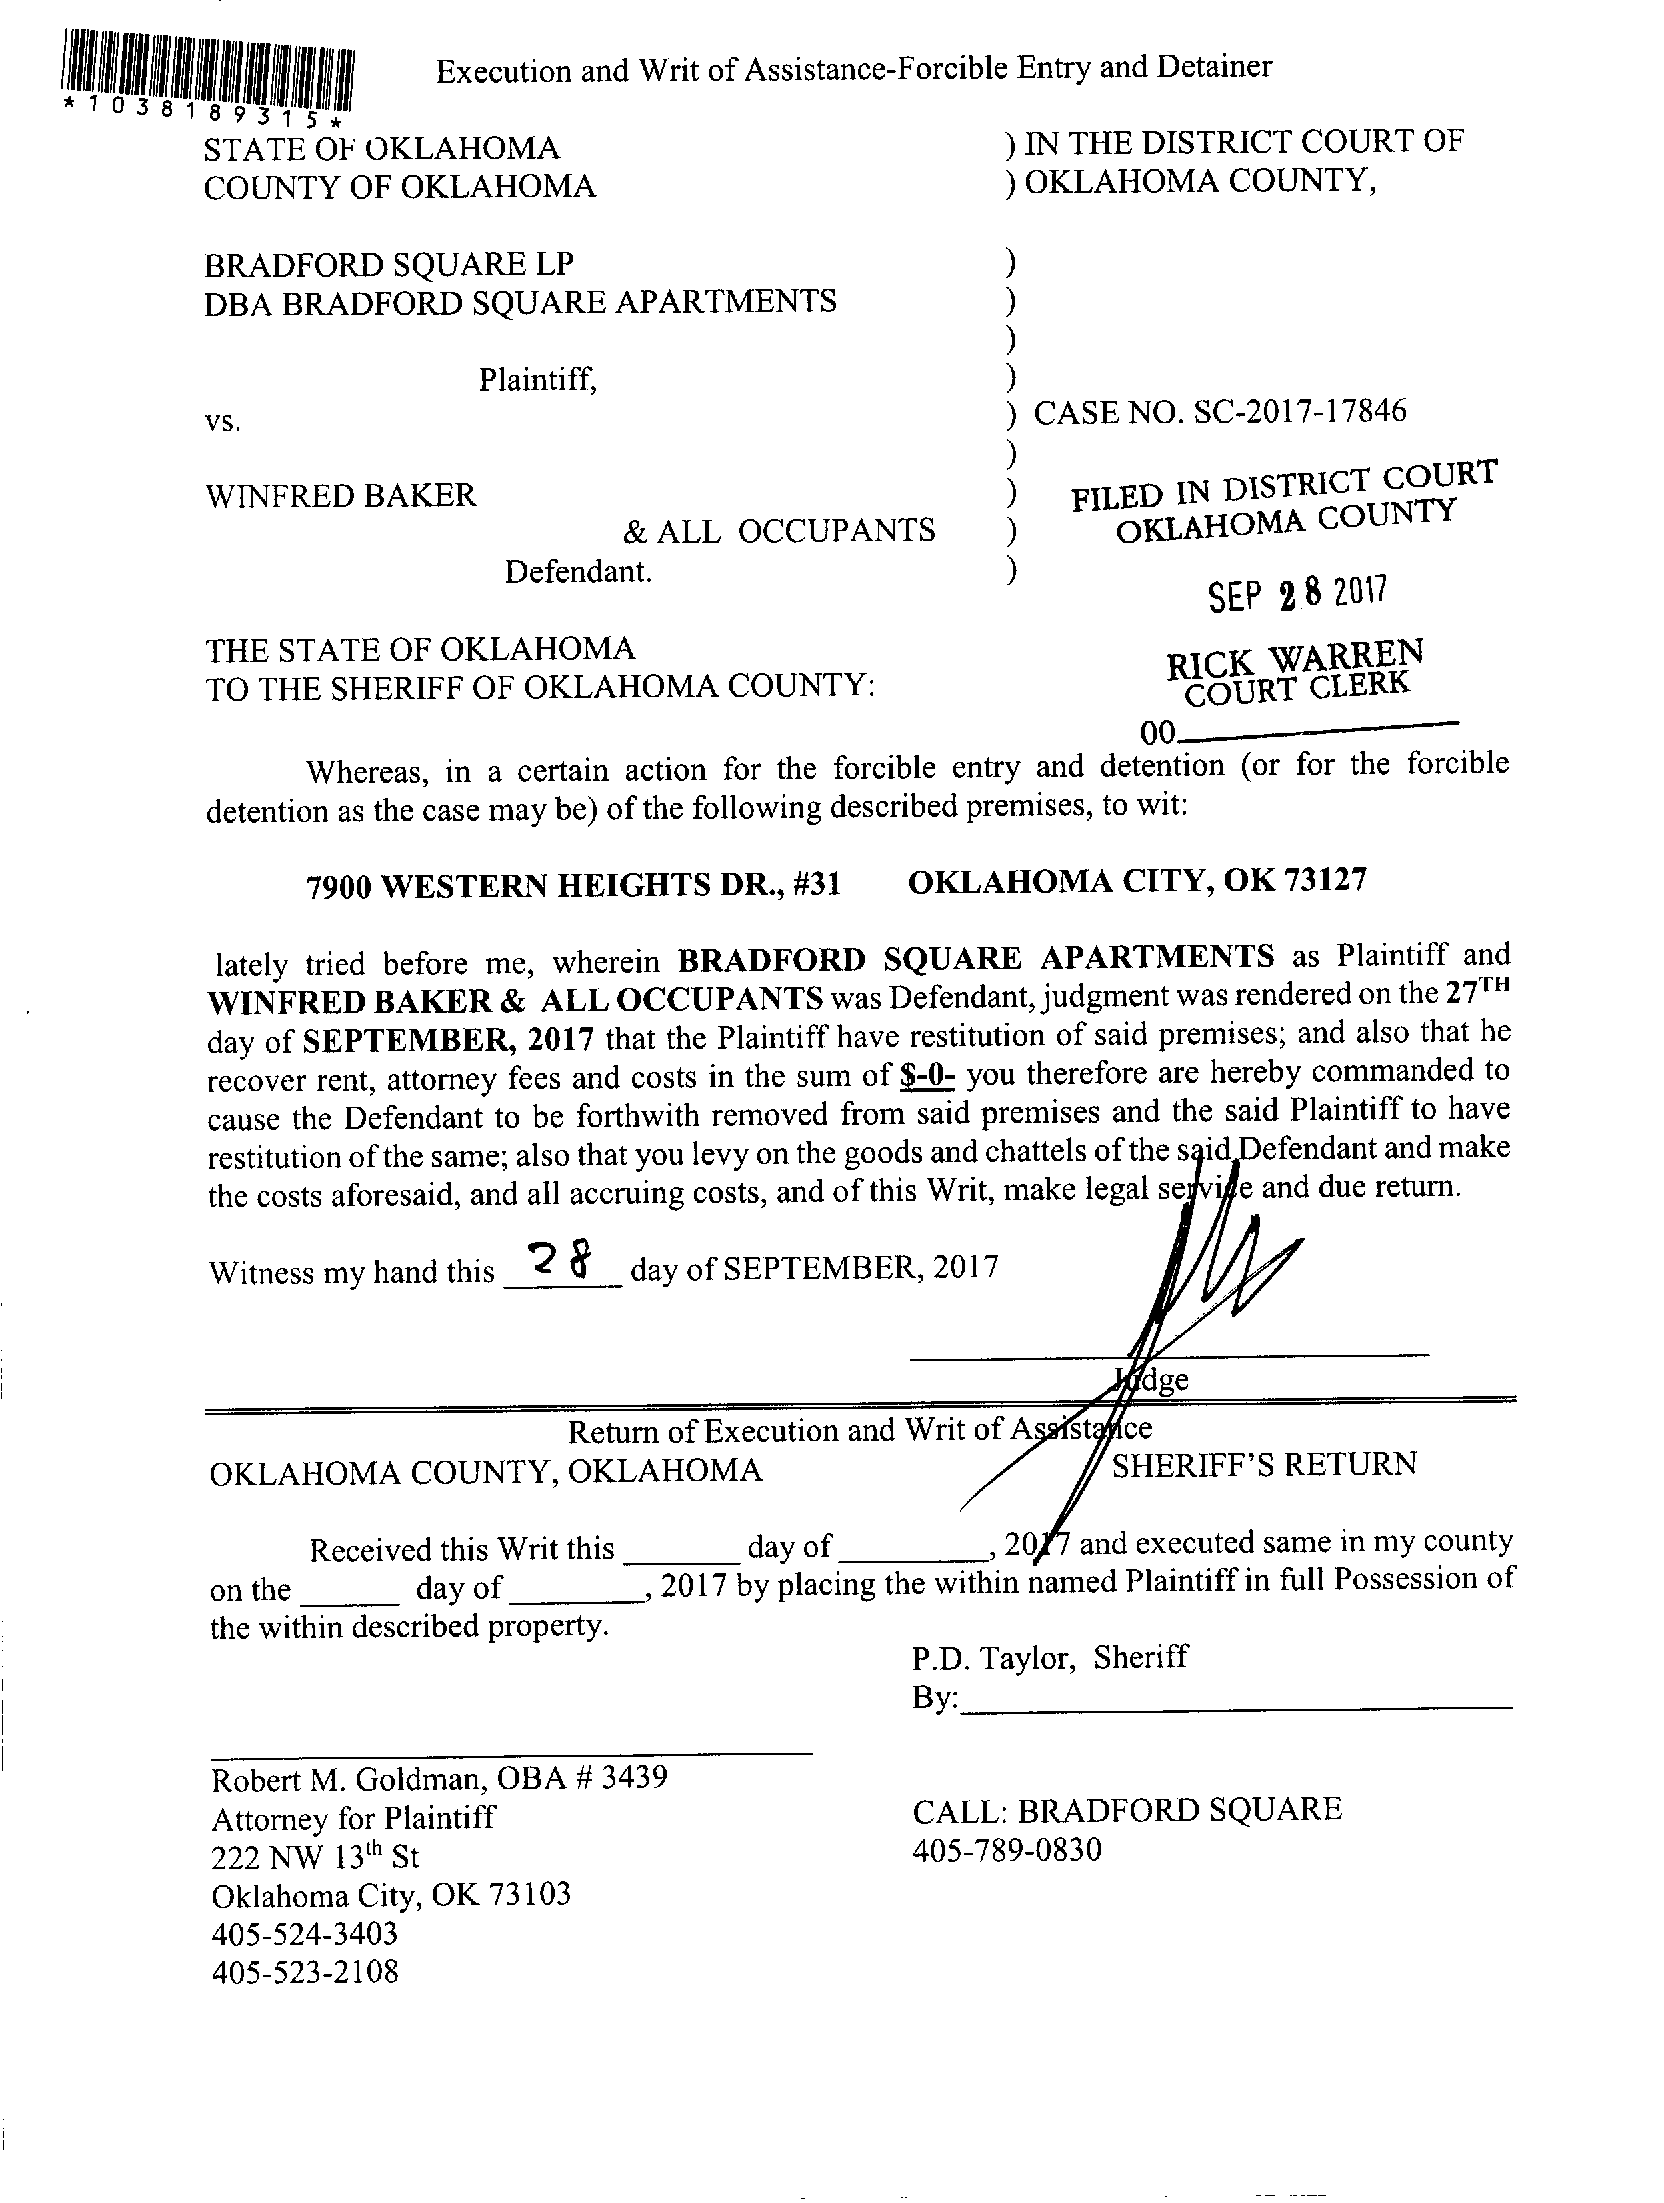 Execution and Writ of Assistance-Forcible Entry and Detainer
*1038189315*
STATE OF OKLAHOMA ) IN THE DISTRICT COURT OF
COUNTY OF OKLAHOMA ) OKLAHOMA COUNTY,
BRADFORD SQUARE LP )
DBA BRADFORD SQUARE APARTMENTS )
)
Plaintiff, )
vs. ) CASE NO. SC-2017-17846
)
WINFRED BAKER ) FILED IN DISTRICT COURT
& ALL OCCUPANTS ) OKLAHOMA COUNTY
Defendant. )
SEP 28 2017
THE STATE OF OKLAHOMA RICK WARREN
TO THE SHERIFF OF OKLAHOMA COUNTY: COURT CLERK
00
Whereas, in a certain action for the forcible entry and detention (or for the forcible
detention as the case may be) of the following described premises, to wit:
7900 WESTERN HEIGHTS DR., #31 OKLAHOMA CITY, OK 73127
lately tried before me, wherein BRADFORD SQUARE APARTMENTS as Plaintiff and
WINFRED BAKER & ALL OCCUPANTS was Defendant, judgment was rendered on the 27TH
day of SEPTEMBER, 2017 that the Plaintiff have restitution of said premises; and also that he
recover rent, attorney fees and costs in the sum of $-0- you therefore are hereby commanded to
cause the Defendant to be forthwith removed from said premises and the said Plaintiff to have
restitution of the same; also that you levy on the goods and chattels of the said Defendant and make
the costs aforesaid, and all accruing costs, and of this Writ, make legal service and due return.
Witness my hand this 28 day of SEPTEMBER, 2017
Judge
Return of Execution and Writ of Assistance
OKLAHOMA COUNTY, OKLAHOMA SHERIFF'S RETURN
Received this Writ this ______ day of ________, 2017 and executed same in my county
on the _____ day of _______, 2017 by placing the within named Plaintiff in full Possession of
the within described property.
P.D. Taylor, Sheriff
By:
Robert M. Goldman, OBA # 3439
Attorney for Plaintiff CALL: BRADFORD SQUARE
222 NW 13th St 405-789-0830
Oklahoma City, OK 73103
405-524-3403
405-523-2108